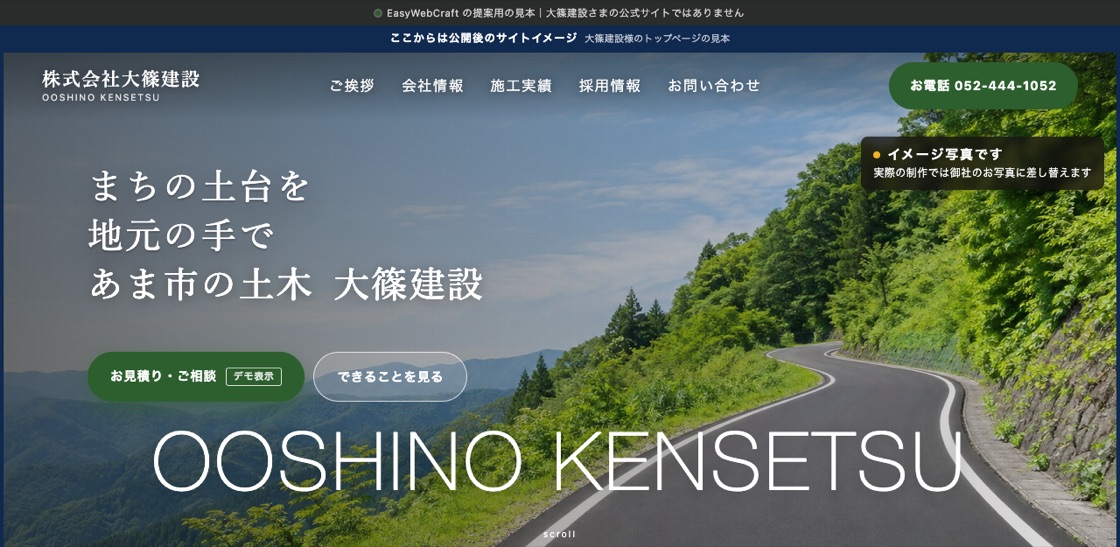 EasyWebCraft の提案用の見本｜大篠建設さまの公式サイトではありません
ここからは公開後のサイトイメージ 大篠建設様のトップページの見本
株式会社大篠建設
OOSHINO KENSETSU
ご挨拶 会社情報 施工実績 採用情報 お問い合わせ
お電話 052-444-1052
イメージ写真です
実際の制作では御社のお写真に差し替えます
まちの土台を
地元の手で
あま市の土木 大篠建設
お見積り・ご相談 デモ表示
できることを見る
OOSHINO KENSETSU
scroll